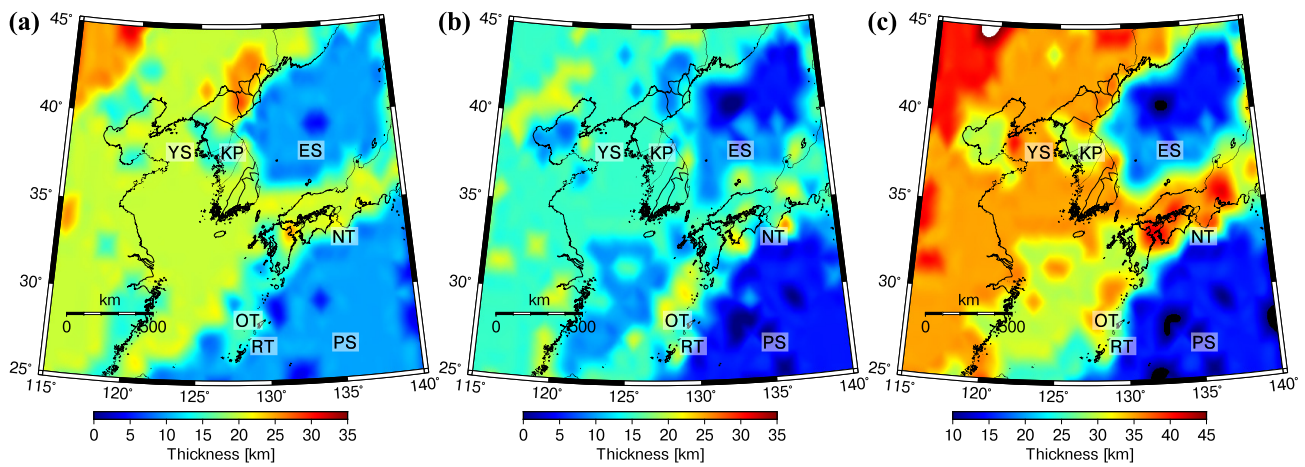 (a)
45°
40°
35°
30°
25°
115
120
125
130
135
140
YS
KP
ES
NT
OT
RT
PS
km
0
500
0 5 10 15 20 25 30 35
Thickness [km]
(b)
45°
40°
35°
30°
25°
115
120
125
130
135
140
YS
KP
ES
NT
OT
RT
PS
km
0
500
0 5 10 15 20 25 30 35
Thickness [km]
(c)
45°
40°
35°
30°
25°
115
120
125
130
135
140
YS
KP
ES
NT
OT
RT
PS
km
0
500
10 15 20 25 30 35 40 45
Thickness [km]